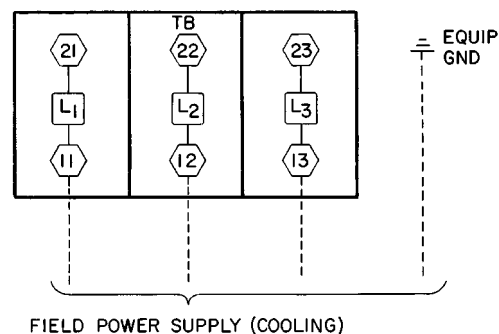 TB
21 22 23
EQUIP
GND
L1 L2 L3
11 12 13
FIELD POWER SUPPLY (COOLING)